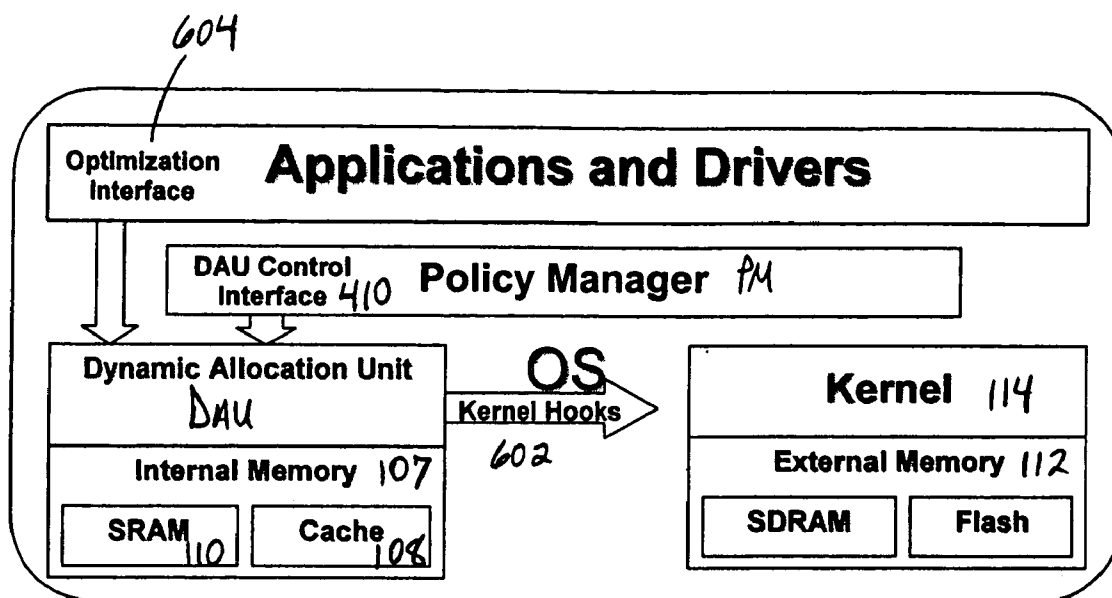 604
Optimization
Interface
Applications and Drivers
DAU Control
Interface 410
Policy Manager PM
Dynamic Allocation Unit
DAU
OS
Kernel Hooks
602
Kernel 114
Internal Memory 107
External Memory 112
SRAM 110
Cache 108
SDRAM
Flash